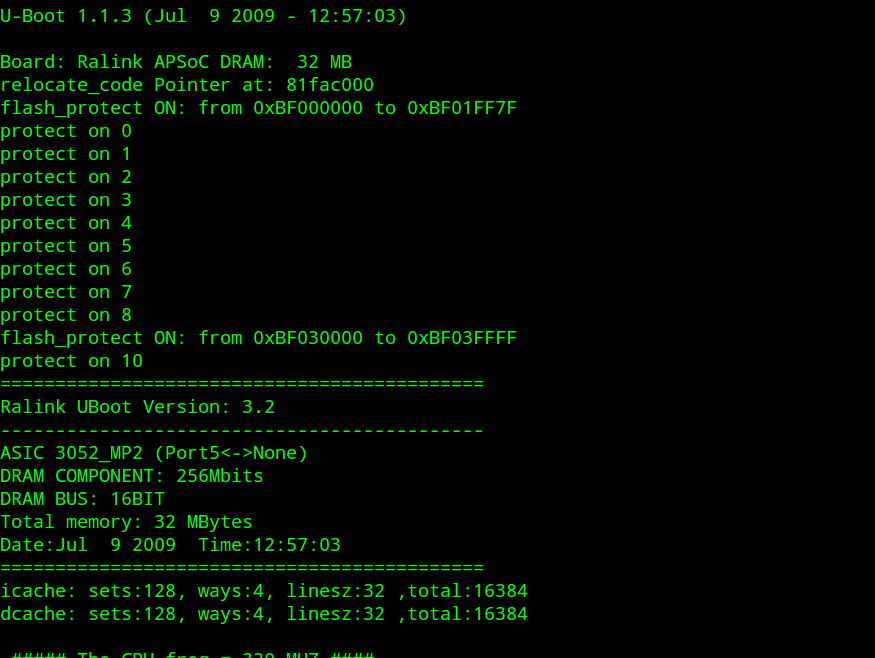 U-Boot 1.1.3 (Jul  9 2009 - 12:57:03)
Board: Ralink APSoC DRAM:  32 MB
relocate_code Pointer at: 81fac000
flash_protect ON: from 0xBF000000 to 0xBF01FF7F
protect on 0
protect on 1
protect on 2
protect on 3
protect on 4
protect on 5
protect on 6
protect on 7
protect on 8
flash_protect ON: from 0xBF030000 to 0xBF03FFFF
protect on 10
============================================
Ralink UBoot Version: 3.2
--------------------------------------------
ASIC 3052_MP2 (Port5<->None)
DRAM COMPONENT: 256Mbits
DRAM BUS: 16BIT
Total memory: 32 MBytes
Date:Jul  9 2009  Time:12:57:03
============================================
icache: sets:128, ways:4, linesz:32 ,total:16384
dcache: sets:128, ways:4, linesz:32 ,total:16384
##### The CPU freq = 320 MHZ ####